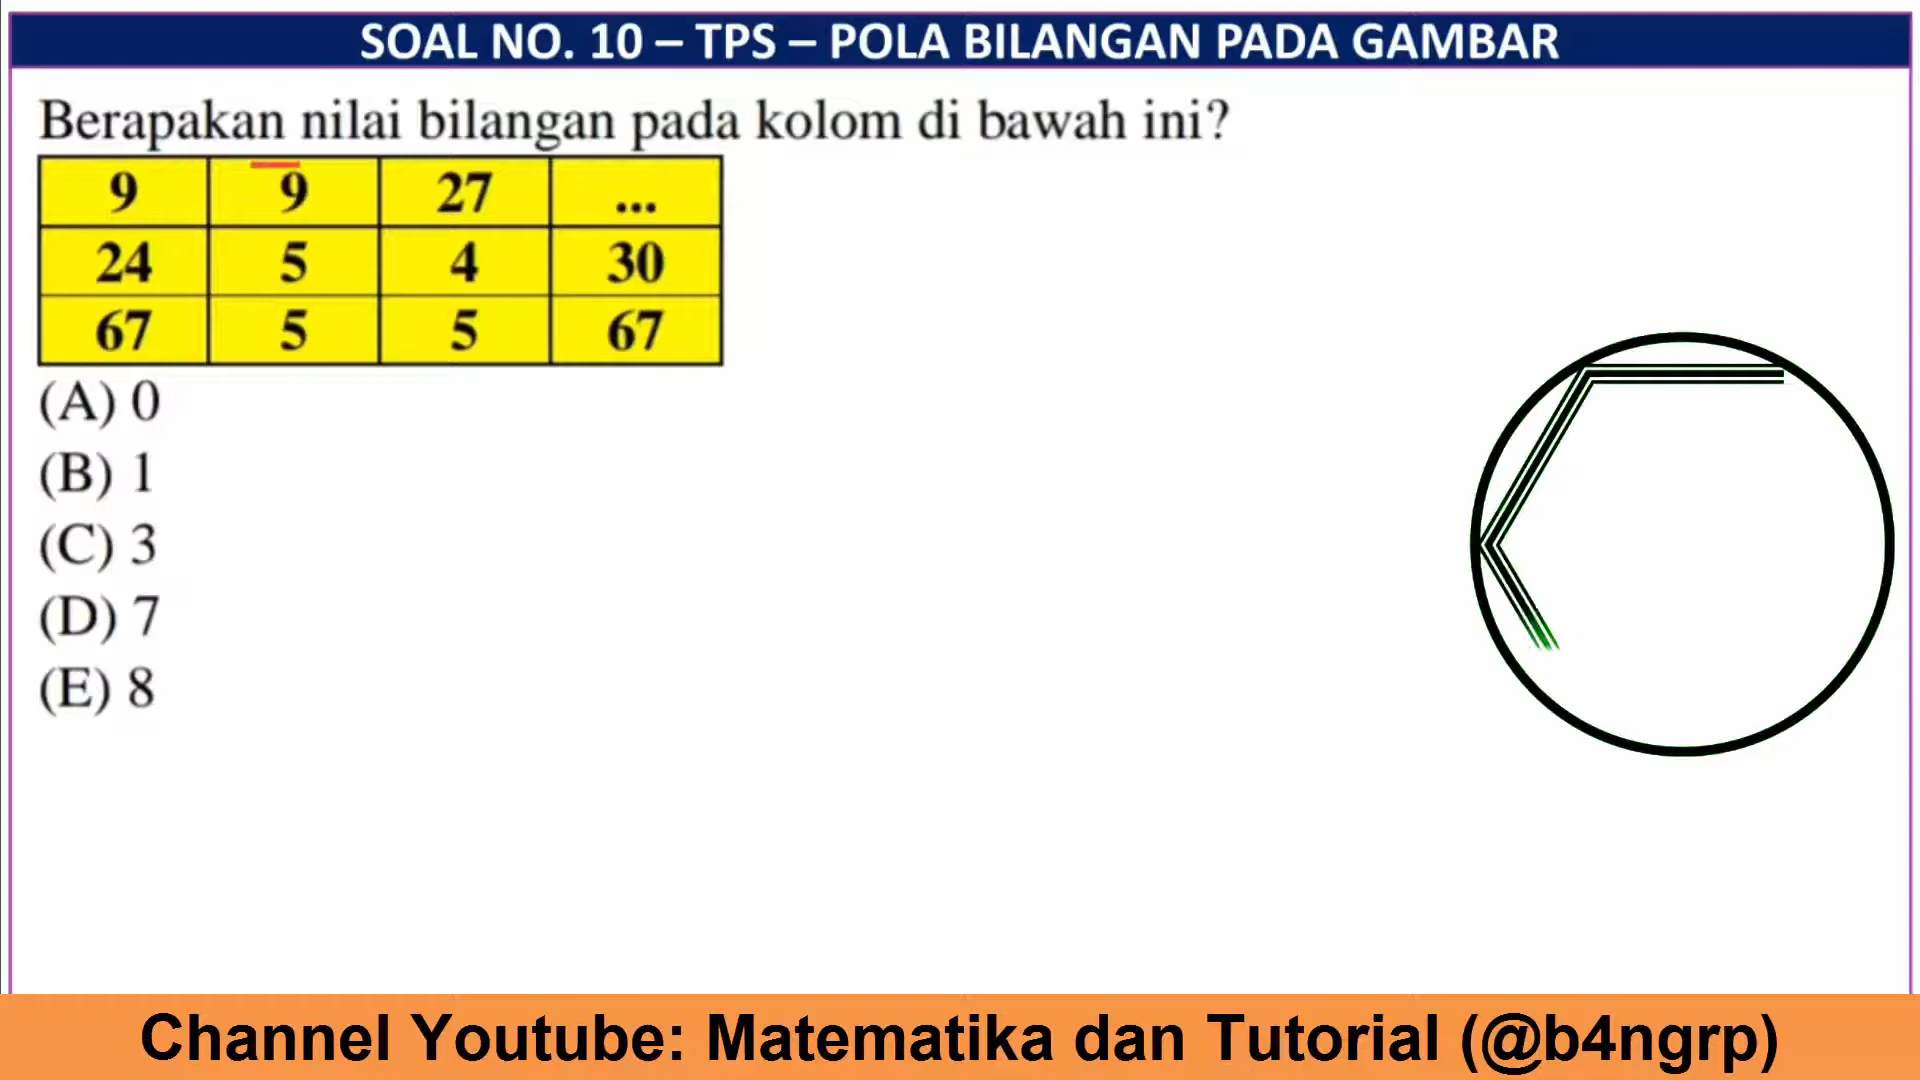 SOAL NO. 10 – TPS – POLA BILANGAN PADA GAMBAR
Berapakan nilai bilangan pada kolom di bawah ini?
9 9 27 ...
24 5 4 30
67 5 5 67
(A) 0
(B) 1
(C) 3
(D) 7
(E) 8
Channel Youtube: Matematika dan Tutorial (@b4ngrp)